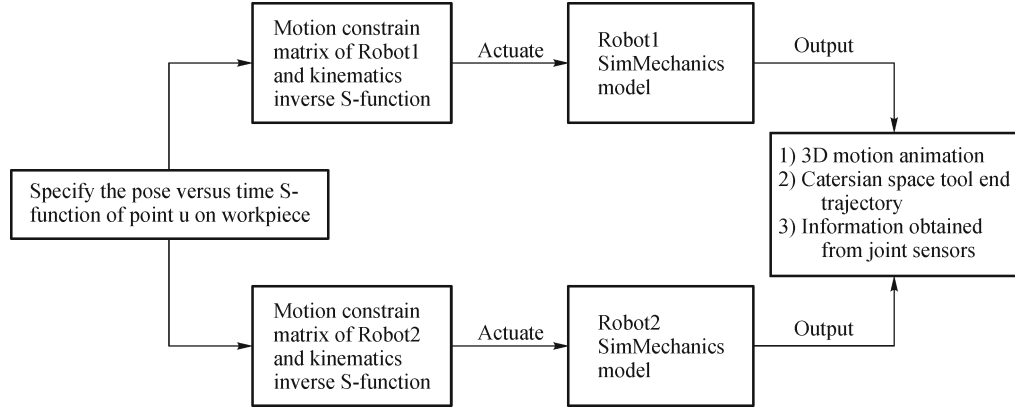 Specify the pose versus time S-
function of point u on workpiece
Motion constrain
matrix of Robot1
and kinematics
inverse S-function
Actuate
Robot1
SimMechanics
model
Output
Motion constrain
matrix of Robot2
and kinematics
inverse S-function
Actuate
Robot2
SimMechanics
model
Output
1) 3D motion animation
2) Catersian space tool end
trajectory
3) Information obtained
from joint sensors